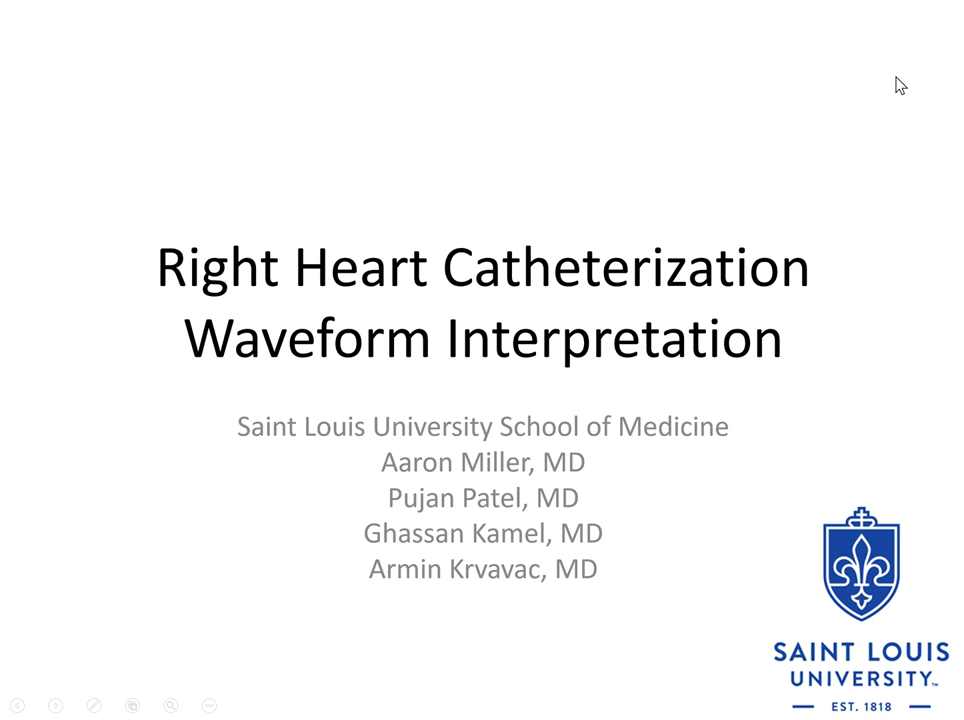 Right Heart Catheterization
Waveform Interpretation
Saint Louis University School of Medicine
Aaron Miller, MD
Pujan Patel, MD
Ghassan Kamel, MD
Armin Krvavac, MD
SAINT LOUIS
UNIVERSITY™
EST. 1818